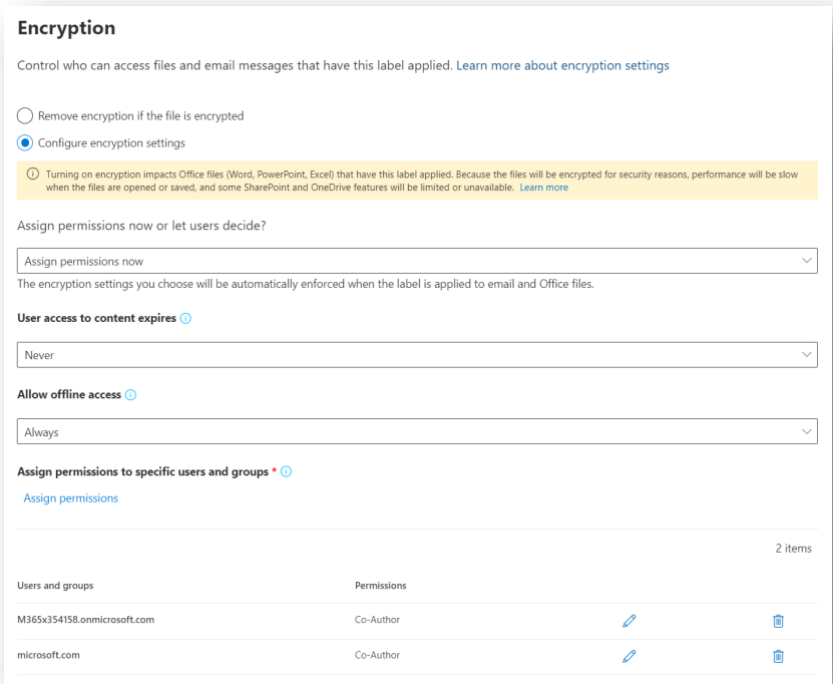 Encryption
Control who can access files and email messages that have this label applied. Learn more about encryption settings
Remove encryption if the file is encrypted
Configure encryption settings
Turning on encryption impacts Office files (Word, PowerPoint, Excel) that have this label applied. Because the files will be encrypted for security reasons, performance will be slow
when the files are opened or saved, and some SharePoint and OneDrive features will be limited or unavailable. Learn more
Assign permissions now or let users decide?
Assign permissions now
The encryption settings you choose will be automatically enforced when the label is applied to email and Office files.
User access to content expires
Never
Allow offline access
Always
Assign permissions to specific users and groups *
Assign permissions
2 items
Users and groups Permissions
M365x354158.onmicrosoft.com Co-Author
microsoft.com Co-Author